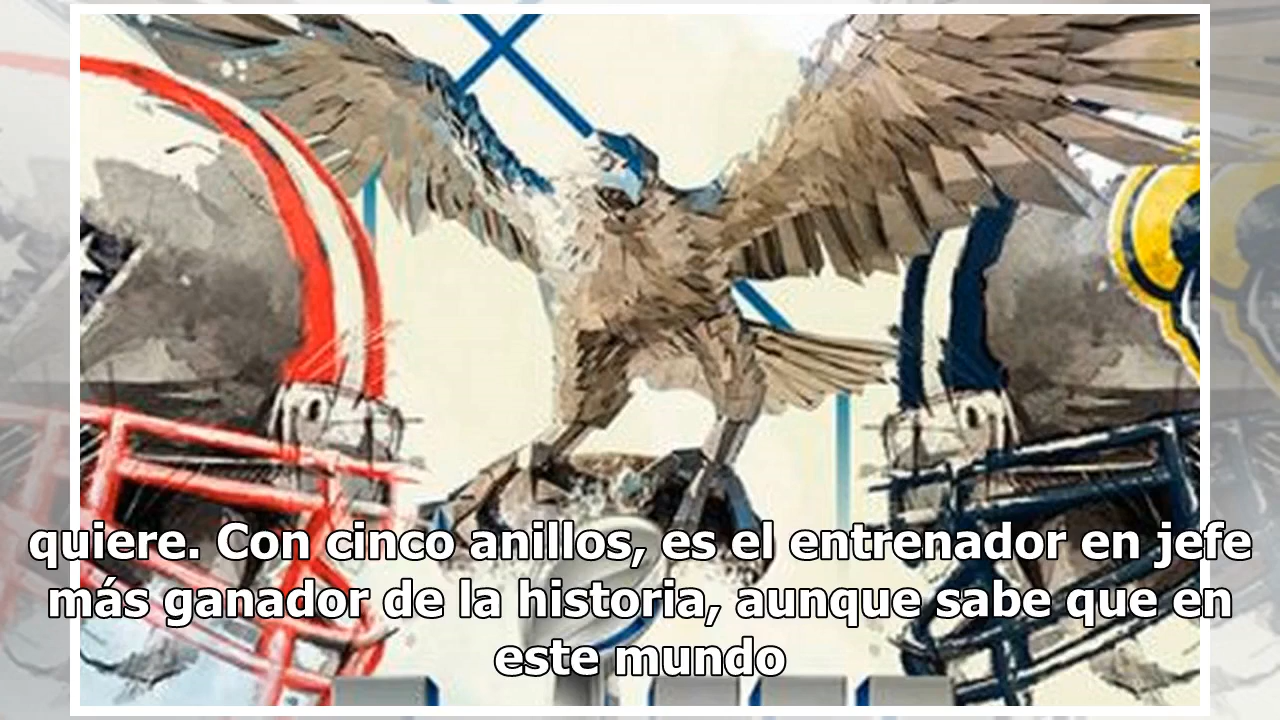 quiere. Con cinco anillos, es el entrenador en jefe
más ganador de la historia, aunque sabe que en
este mundo